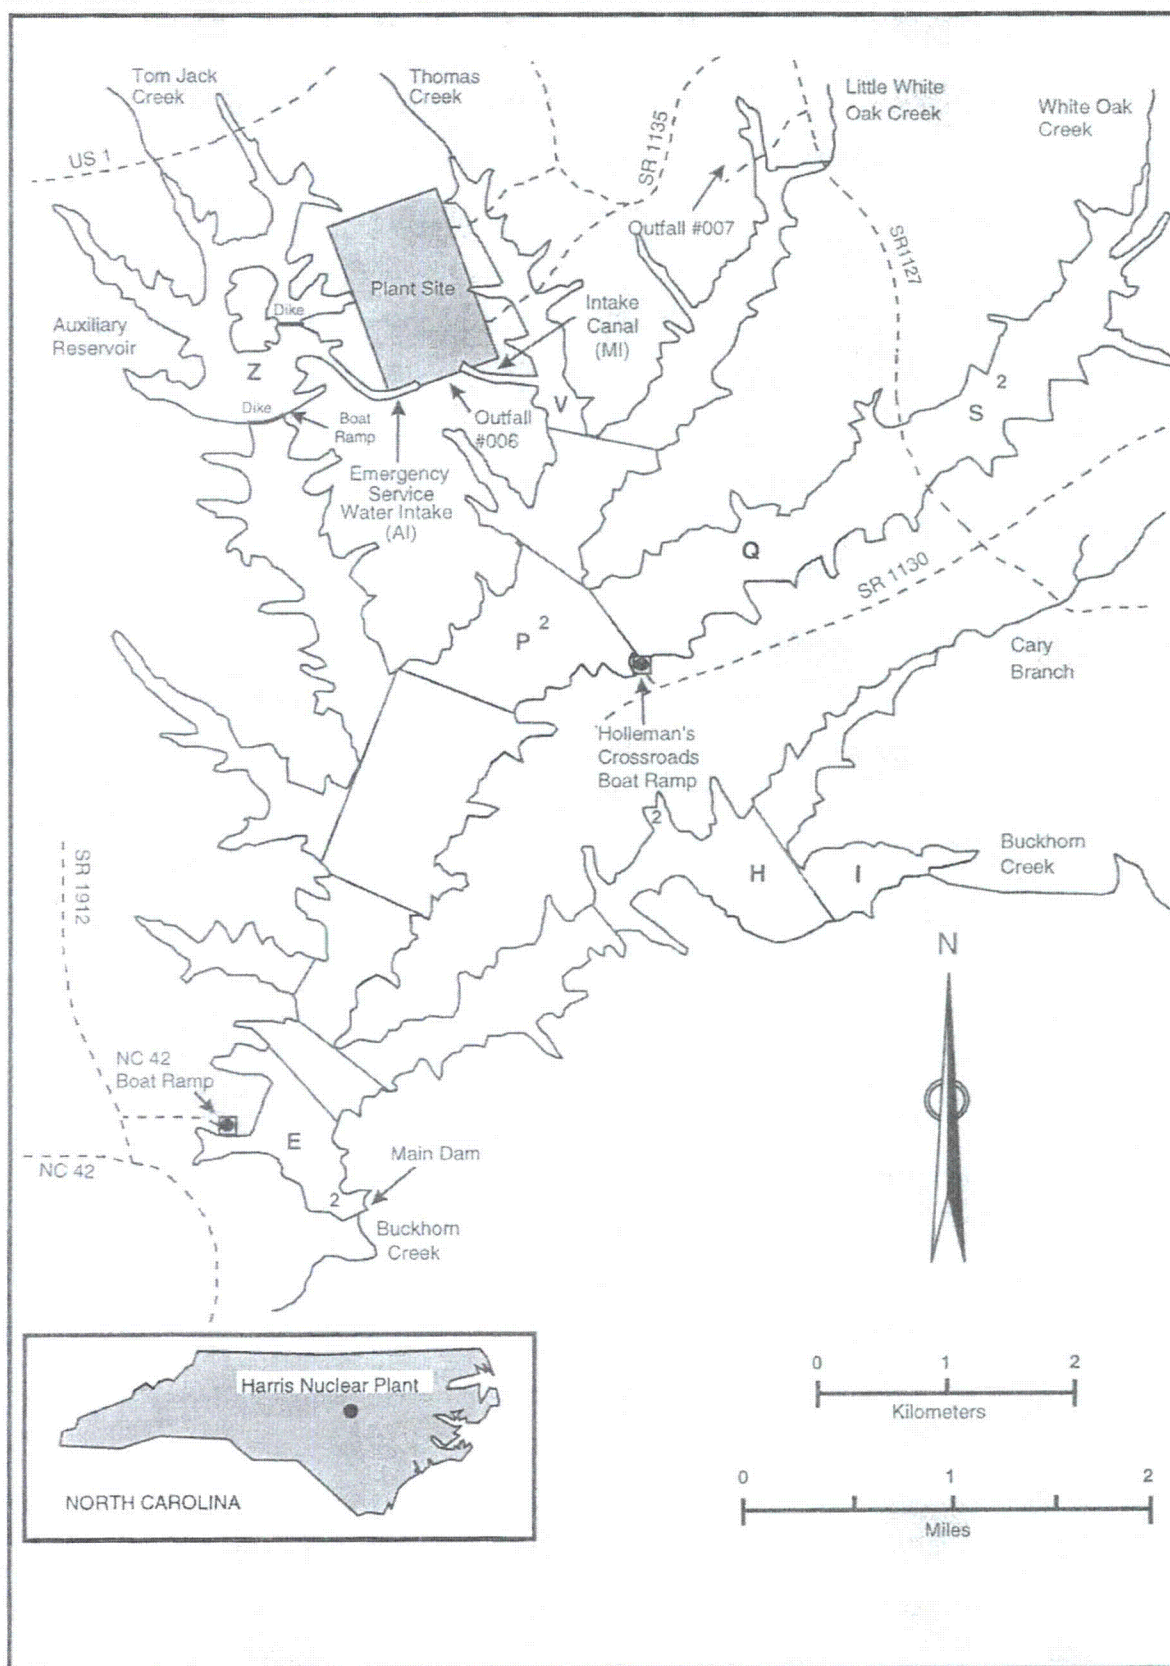 Tom Jack
Creek
Thomas
Creek
Little White
Oak Creek
White Oak
Creek
US 1
SR 1135
Outfall #007
SR1127
Plant Site
Dike
Intake
Canal
(MI)
Auxiliary
Reservoir
Z
2
S
V
Dike
Boat
Ramp
Outfall
#006
Emergency
Service
Water Intake
(AI)
Q
SR 1130
P 2
Cary
Branch
Holleman's
Crossroads
Boat Ramp
2
H
I
Buckhorn
Creek
SR 1912
N
NC 42
Boat Ramp
E
Main Dam
NC 42
2
Buckhorn
Creek
Harris Nuclear Plant
NORTH CAROLINA
0 1 2
Kilometers
0 1 2
Miles